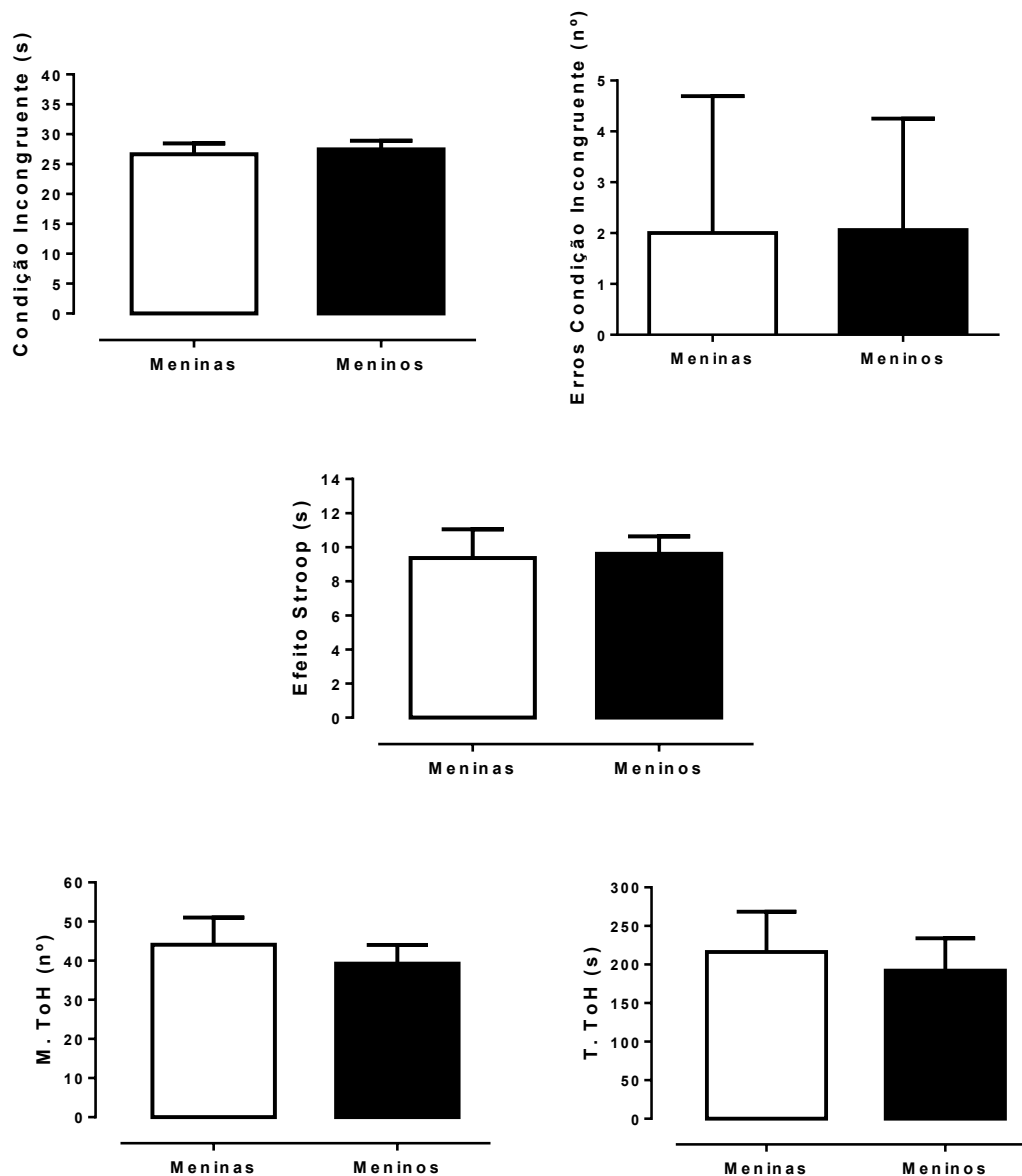 Condição Incongruente (s)
40
35
30
25
20
15
10
5
0
Meninas
Meninos
Erros Condição Incongruente (nº)
5
4
3
2
1
0
Meninas
Meninos
Efeito Stroop (s)
14
12
10
8
6
4
2
0
Meninas
Meninos
M. ToH (nº)
60
50
40
30
20
10
0
Meninas
Meninos
T. ToH (s)
300
250
200
150
100
50
0
Meninas
Meninos